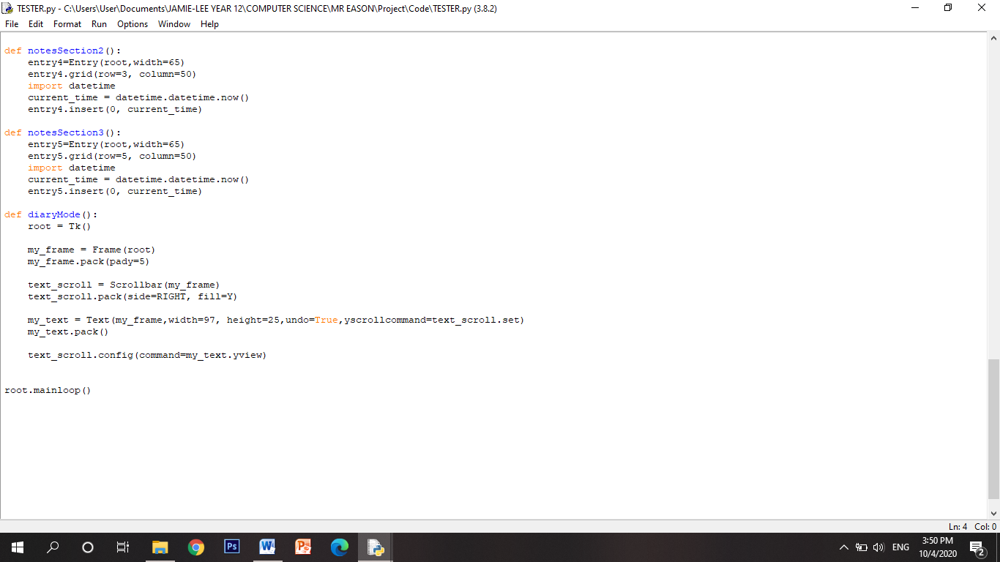 TESTER.py - C:\Users\User\Documents\JAMIE-LEE YEAR 12\COMPUTER SCIENCE\MR EASON\Project\Code\TESTER.py (3.8.2)
File Edit Format Run Options Window Help
def notesSection2():
    entry4=Entry(root,width=65)
    entry4.grid(row=3, column=50)
    import datetime
    current_time = datetime.datetime.now()
    entry4.insert(0, current_time)
def notesSection3():
    entry5=Entry(root,width=65)
    entry5.grid(row=5, column=50)
    import datetime
    current_time = datetime.datetime.now()
    entry5.insert(0, current_time)
def diaryMode():
    root = Tk()
    my_frame = Frame(root)
    my_frame.pack(pady=5)
    text_scroll = Scrollbar(my_frame)
    text_scroll.pack(side=RIGHT, fill=Y)
    my_text = Text(my_frame,width=97, height=25,undo=True,yscrollcommand=text_scroll.set)
    my_text.pack()
    text_scroll.config(command=my_text.yview)
root.mainloop()
Ln: 4 Col: 0
Ps
W
P
ENG
3:50 PM
10/4/2020
2